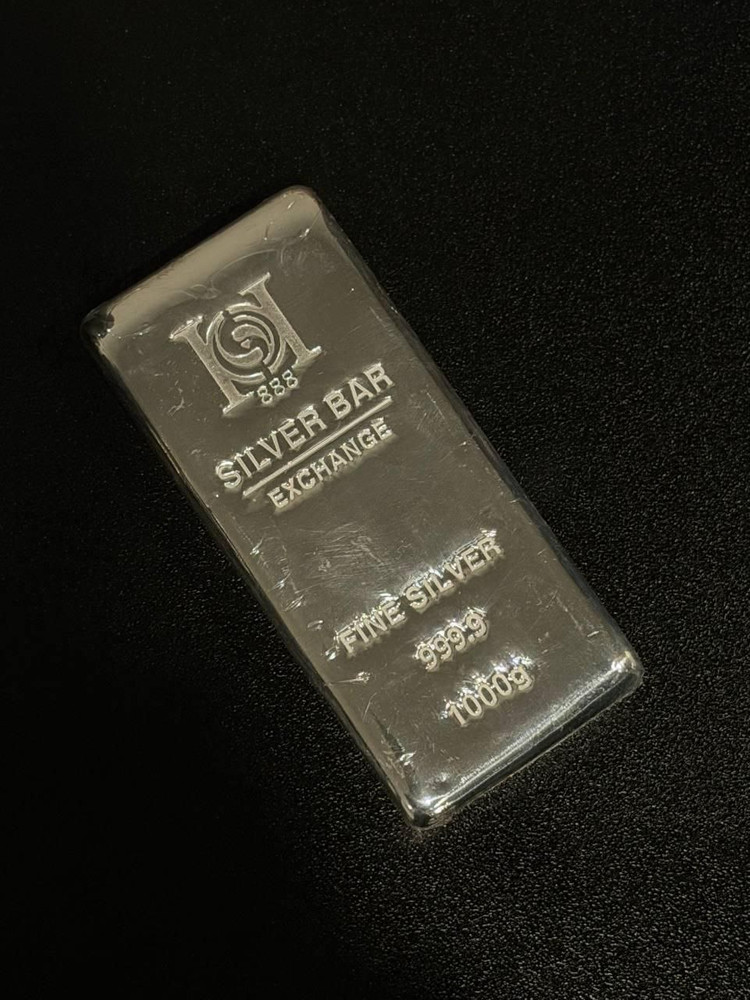 H
888
SILVER BAR
EXCHANGE
FINE SILVER
999.9
1000g